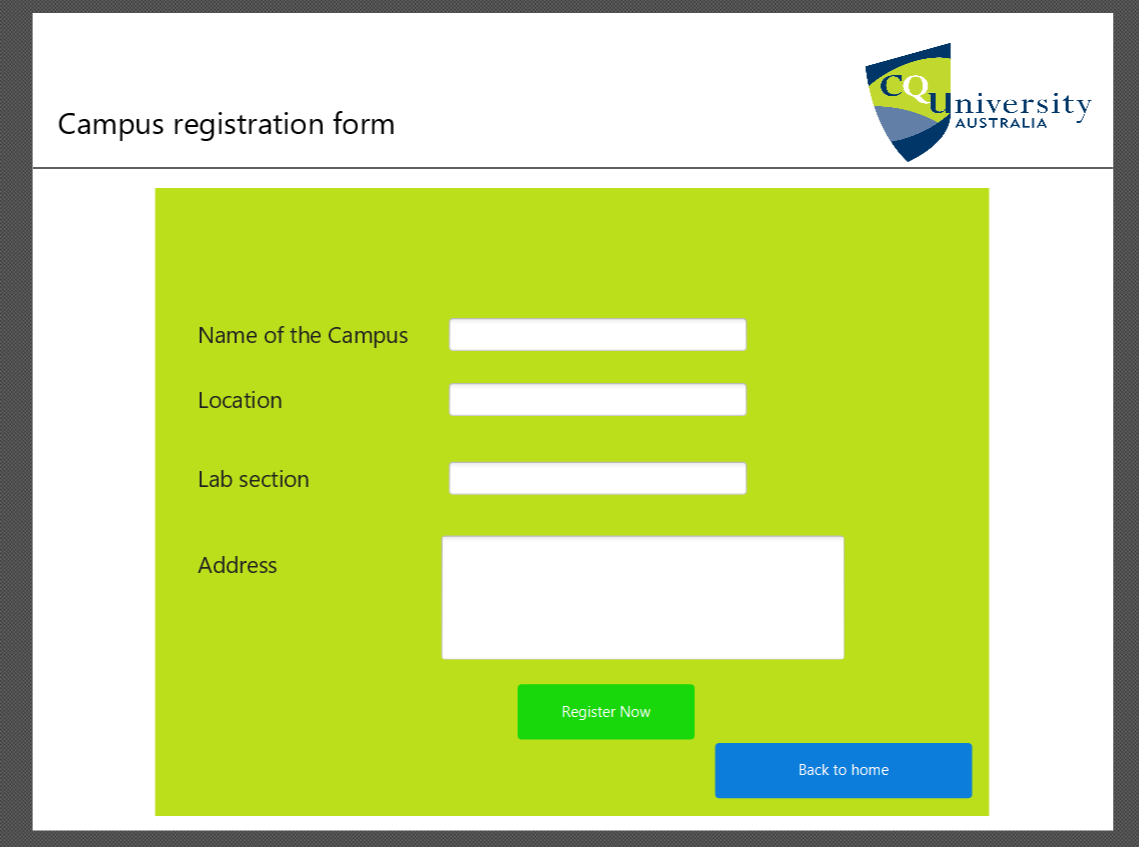 Campus registration form
CQUniversity
AUSTRALIA
Name of the Campus
Location
Lab section
Address
Register Now
Back to home